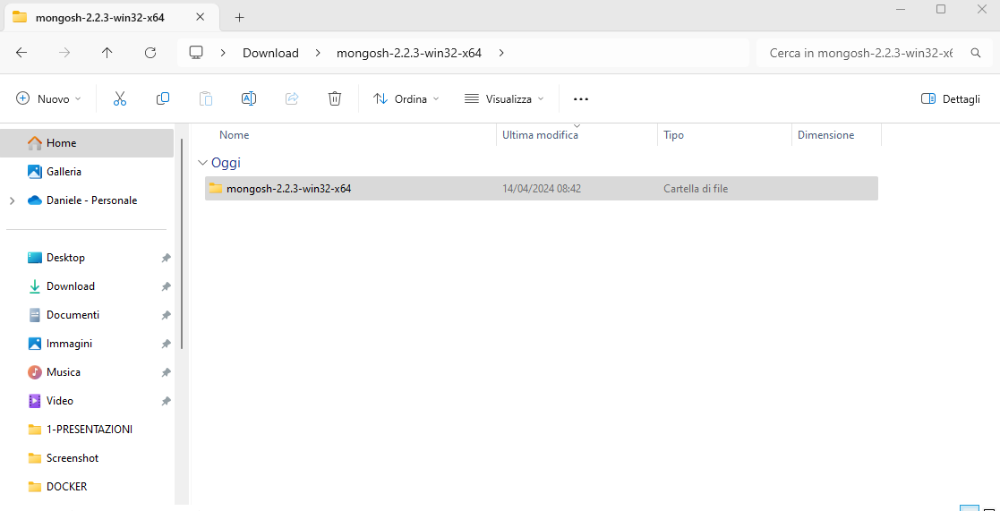 mongosh-2.2.3-win32-x64
Download mongosh-2.2.3-win32-x64
Cerca in mongosh-2.2.3-win32-x6
Nuovo Ordina Visualizza Dettagli
Nome Ultima modifica Tipo Dimensione
Oggi
mongosh-2.2.3-win32-x64 14/04/2024 08:42 Cartella di file
Home
Galleria
Daniele - Personale
Desktop
Download
Documenti
Immagini
Musica
Video
1-PRESENTAZIONI
Screenshot
DOCKER